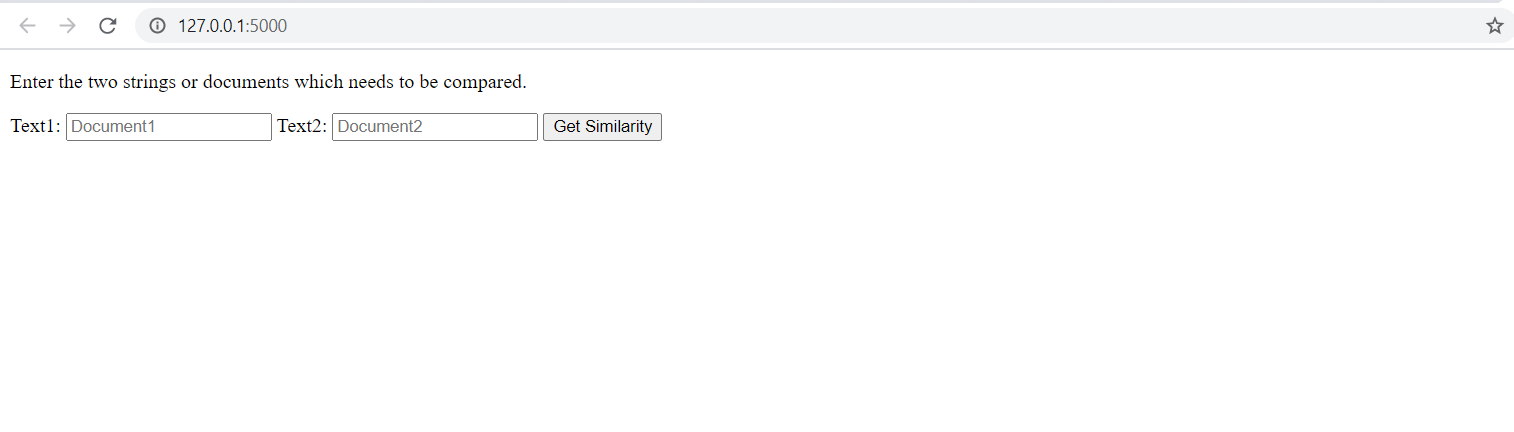 127.0.0.1:5000
Enter the two strings or documents which needs to be compared.
Text1: Document1 Text2: Document2 Get Similarity